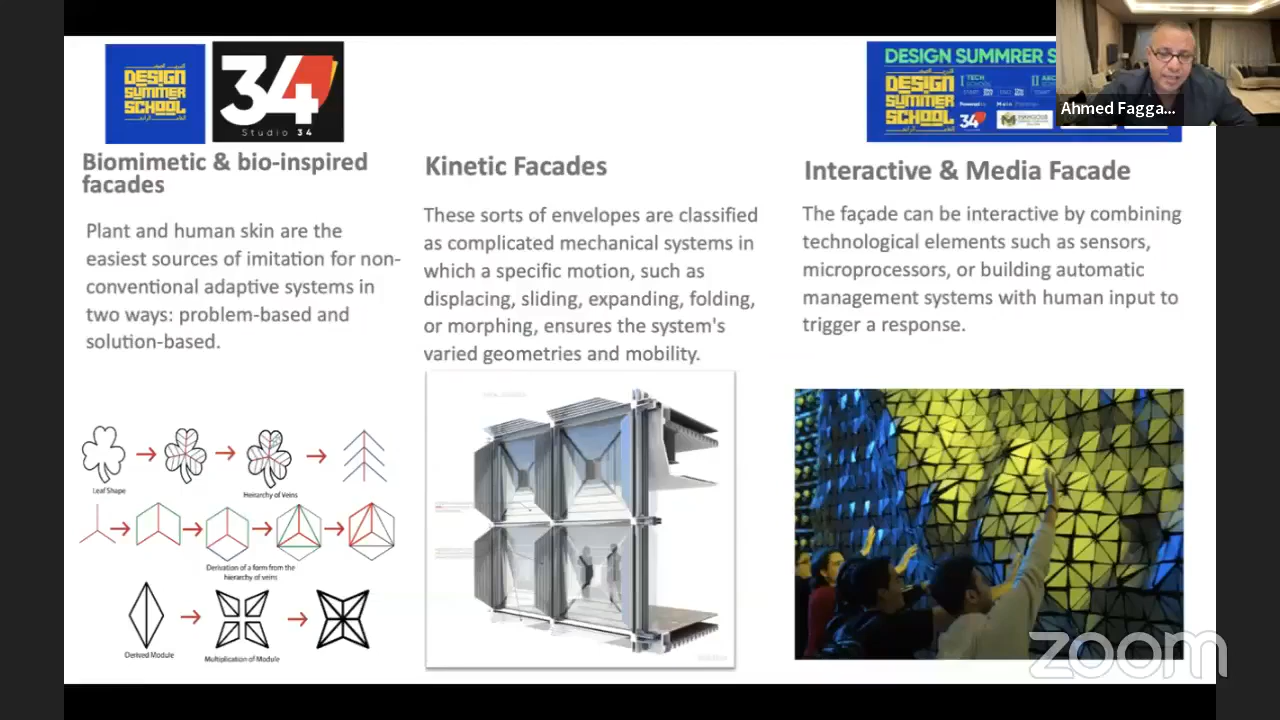 DESIGN
SUMMER
SCHOOL
34
Studio 34
DESIGN SUMMRER S
DESIGN
SUMMER
SCHOOL
TECH
34
Ahmed Fagga...
Biomimetic & bio-inspired
facades
Plant and human skin are the
easiest sources of imitation for non-
conventional adaptive systems in
two ways: problem-based and
solution-based.
Leaf Shape
Heirarchy of Veins
Derivation of a form from the
hierarchy of veins
Derived Module
Multiplication of Module
Kinetic Facades
These sorts of envelopes are classified
as complicated mechanical systems in
which a specific motion, such as
displacing, sliding, expanding, folding,
or morphing, ensures the system's
varied geometries and mobility.
Interactive & Media Facade
The façade can be interactive by combining
technological elements such as sensors,
microprocessors, or building automatic
management systems with human input to
trigger a response.
zoom